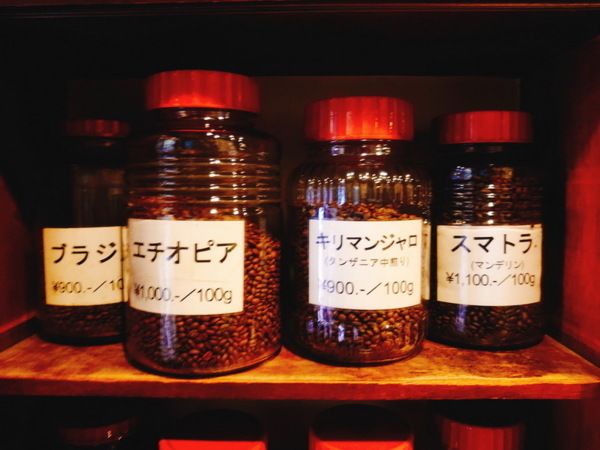 ブラジ
¥900.-/10
エチオピア
¥1,000.-/100g
キリマンジャロ
(タンザニア中煎り)
¥900.-/100g
スマトラ
(マンデリン)
¥1,100.-/100g